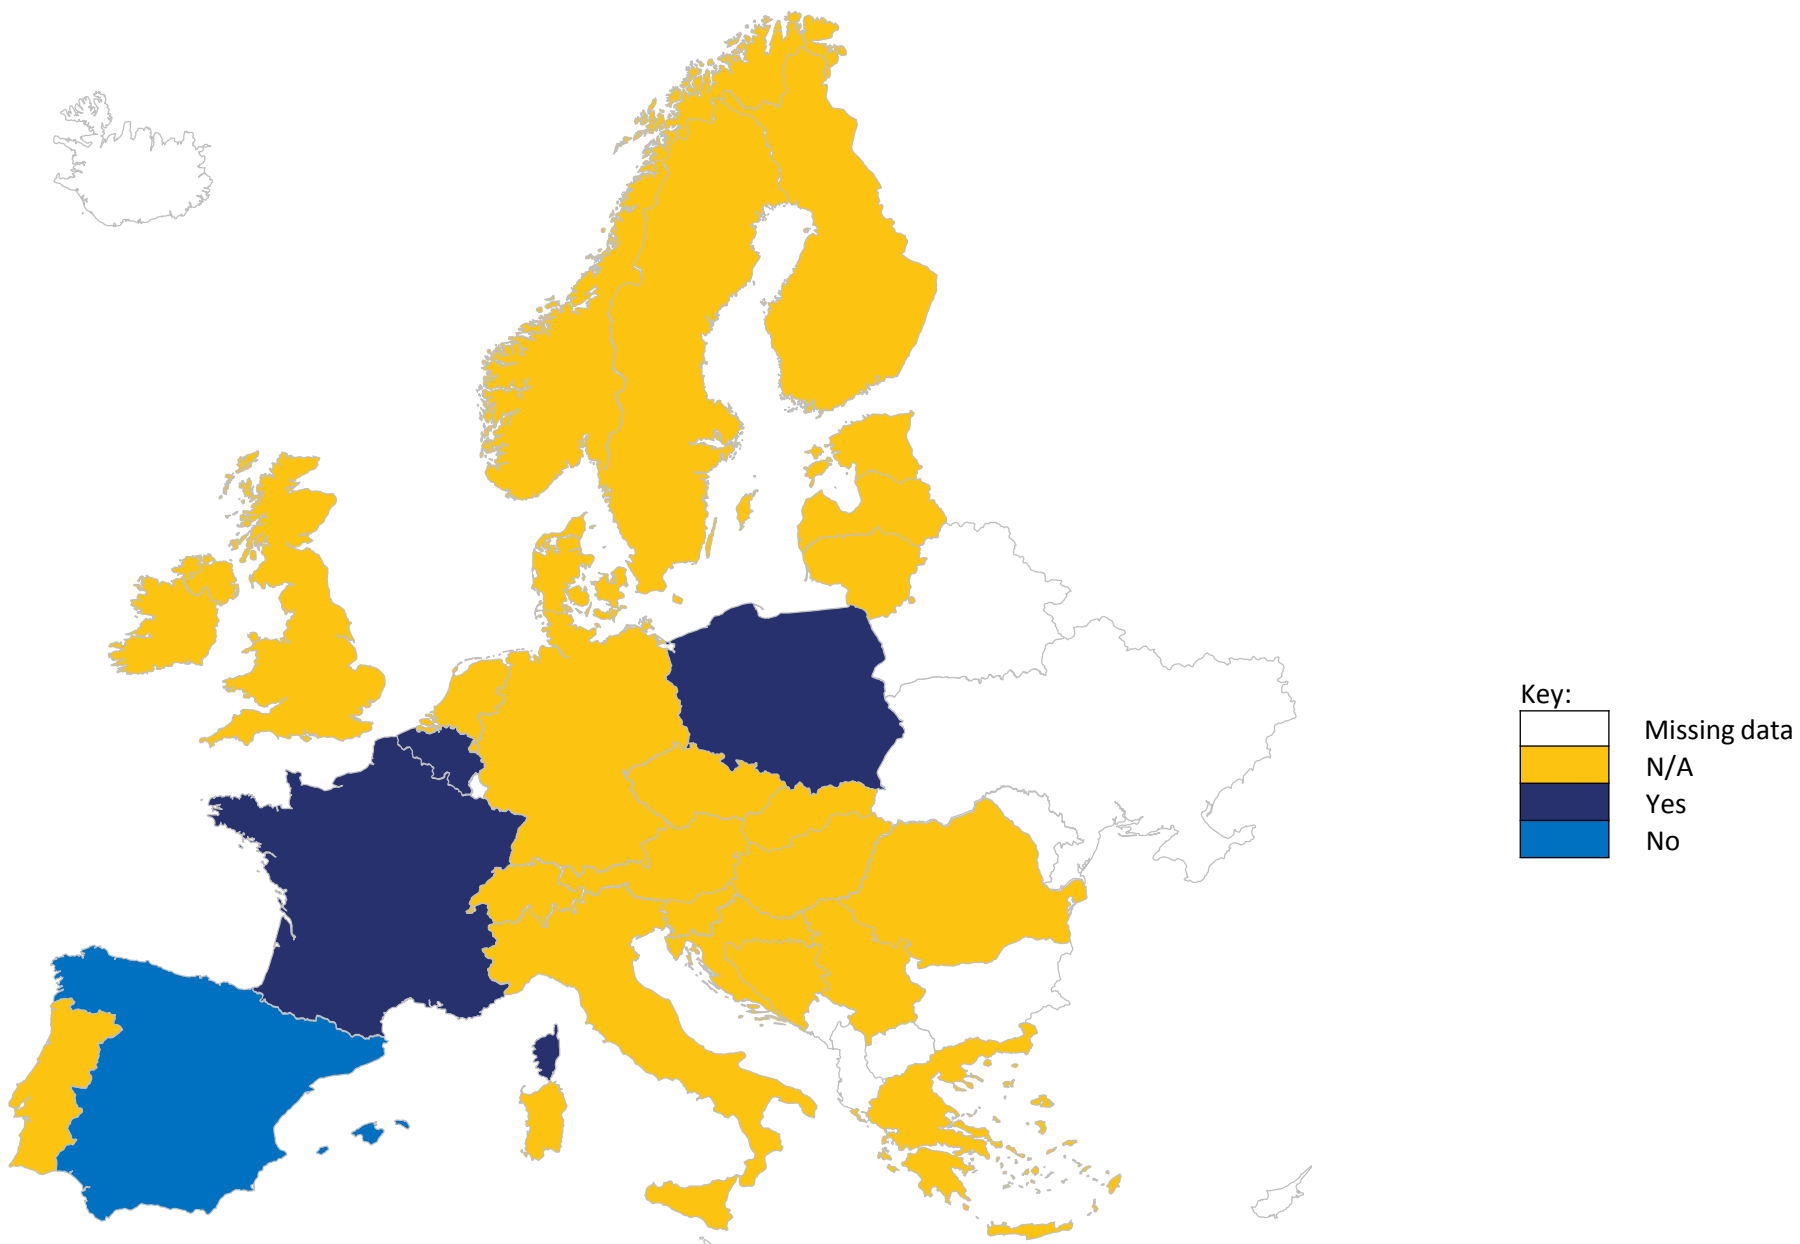 Key:
Missing data
N/A
Yes
No